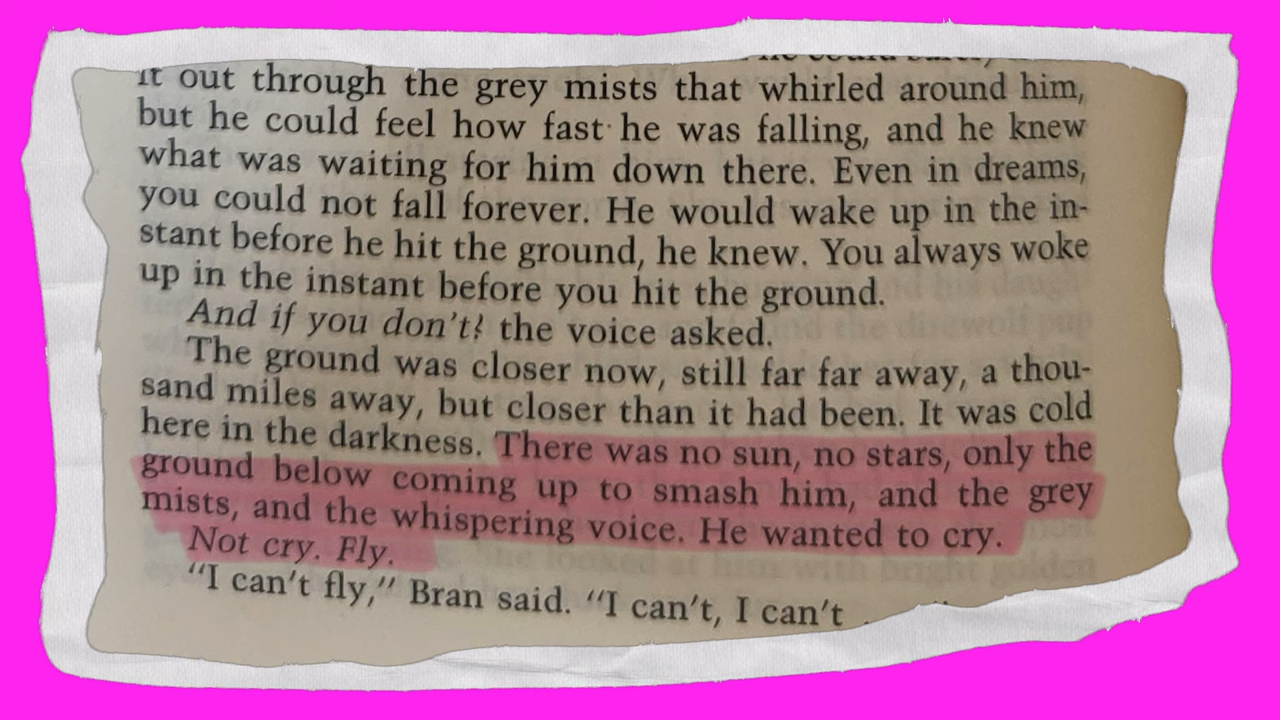 it out through the grey mists that whirled around him,
but he could feel how fast he was falling, and he knew
what was waiting for him down there. Even in dreams,
you could not fall forever. He would wake up in the in-
stant before he hit the ground, he knew. You always woke
up in the instant before you hit the ground.
And if you don't? the voice asked.
The ground was closer now, still far far away, a thou-
sand miles away, but closer than it had been. It was cold
here in the darkness. There was no sun, no stars, only the
ground below coming up to smash him, and the grey
mists, and the whispering voice. He wanted to cry.
Not cry. Fly.
"I can't fly," Bran said. "I can't, I can't